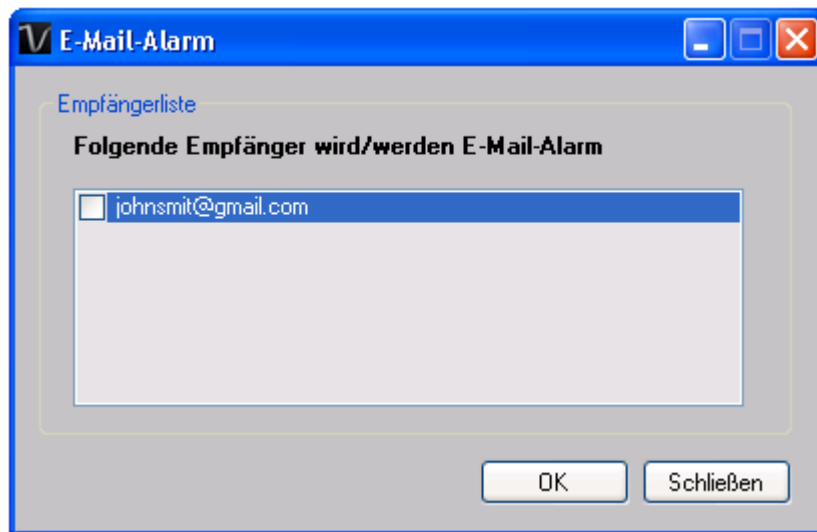 E-Mail-Alarm
Empfängerliste
Folgende Empfänger wird/werden E-Mail-Alarm
johnsmit@gmail.com
OK
Schließen